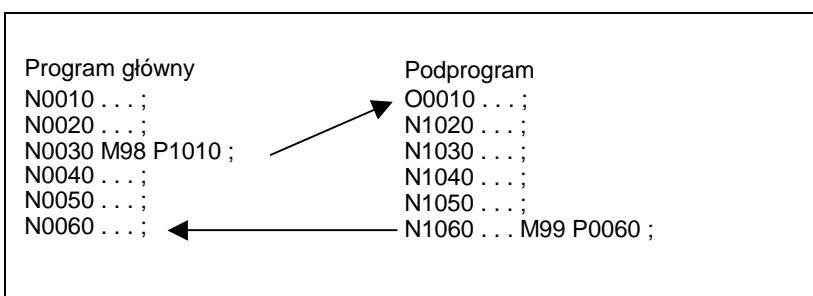 Program główny
N0010 . . . ;
N0020 . . . ;
N0030 M98 P1010 ;
N0040 . . . ;
N0050 . . . ;
N0060 . . . ;
Podprogram
O0010 . . . ;
N1020 . . . ;
N1030 . . . ;
N1040 . . . ;
N1050 . . . ;
N1060 . . . M99 P0060 ;